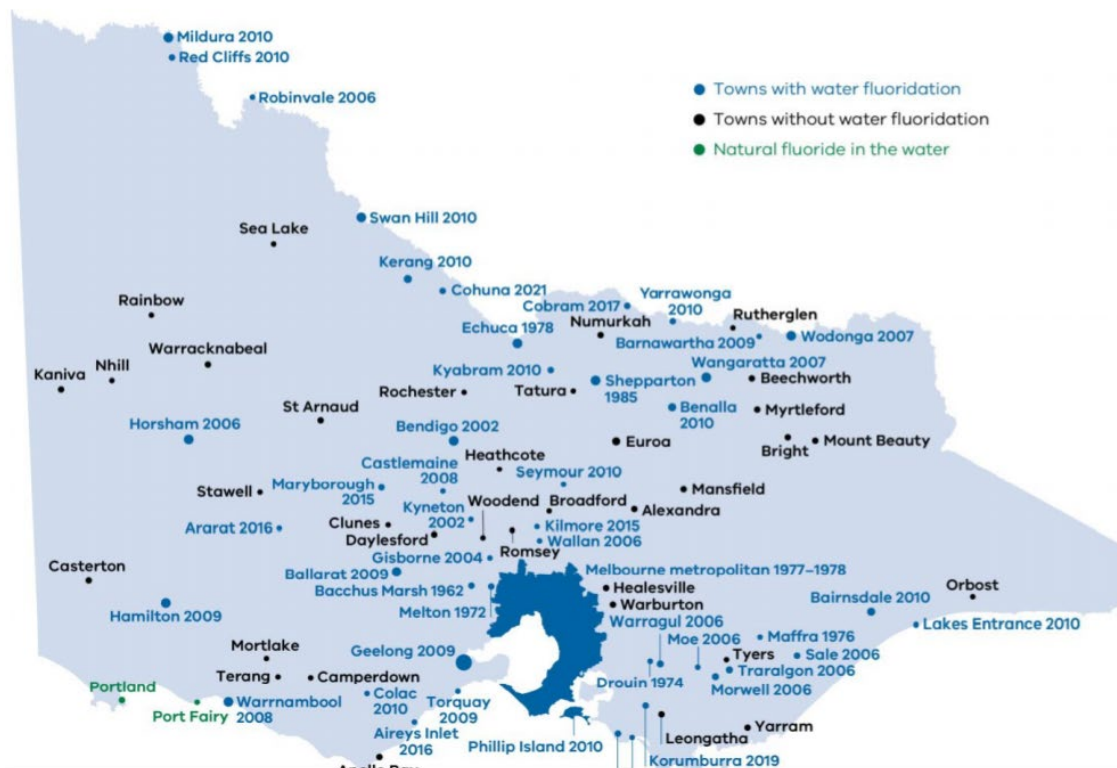 Mildura 2010
Red Cliffs 2010
Robinvale 2006
Towns with water fluoridation
Towns without water fluoridation
Natural fluoride in the water
Swan Hill 2010
Sea Lake
Kerang 2010
Cohuna 2021
Rainbow
Cobram 2017
Yarrawonga
2010
Echuca 1978
Numurkah
Rutherglen
Barnawartha 2009
Wodonga 2007
Warracknabeal
Nhill
Kaniva
Kyabram 2010
Wangaratta 2007
Rochester
Tatura
Shepparton
1985
Beechworth
St Arnaud
Benalla
2010
Myrtleford
Horsham 2006
Bendigo 2002
Euroa
Bright
Mount Beauty
Heathcote
Castlemaine
2008
Seymour 2010
Stawell
Maryborough
2015
Mansfield
Woodend
Broadford
Kyneton
2002
Alexandra
Ararat 2016
Clunes
Daylesford
Kilmore 2015
Wallan 2006
Romsey
Gisborne 2004
Casterton
Ballarat 2009
Melbourne metropolitan 1977–1978
Bacchus Marsh 1962
Healesville
Orbost
Hamilton 2009
Melton 1972
Warburton
Bairnsdale 2010
Warragul 2006
Lakes Entrance 2010
Moe 2006
Maffra 1976
Mortlake
Geelong 2009
Tyers
Sale 2006
Terang
Camperdown
Traralgon 2006
Drouin 1974
Morwell 2006
Portland
Port Fairy
Warrnambool
2008
Colac
2010
Torquay
2009
Aireys Inlet
2016
Phillip Island 2010
Leongatha
Yarram
Korumburra 2019